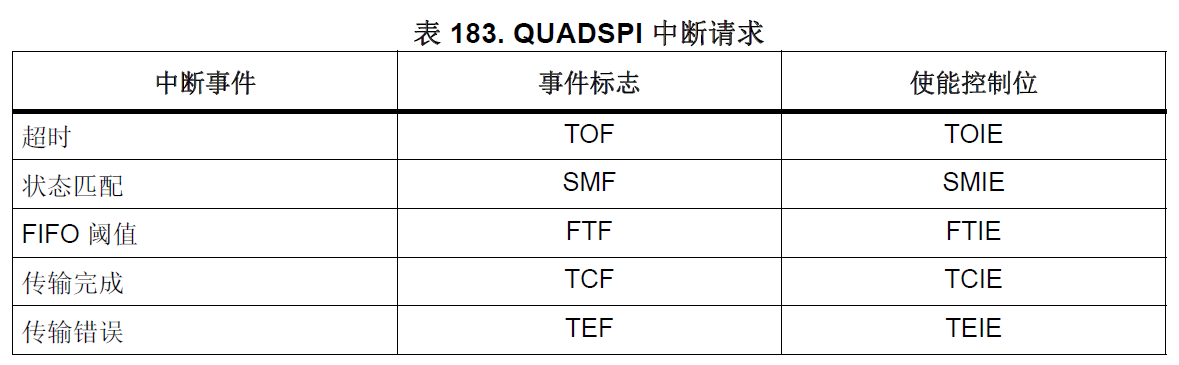 表 183. QUADSPI 中断请求
中断事件 事件标志 使能控制位
超时 TOF TOIE
状态匹配 SMF SMIE
FIFO 阈值 FTF FTIE
传输完成 TCF TCIE
传输错误 TEF TEIE